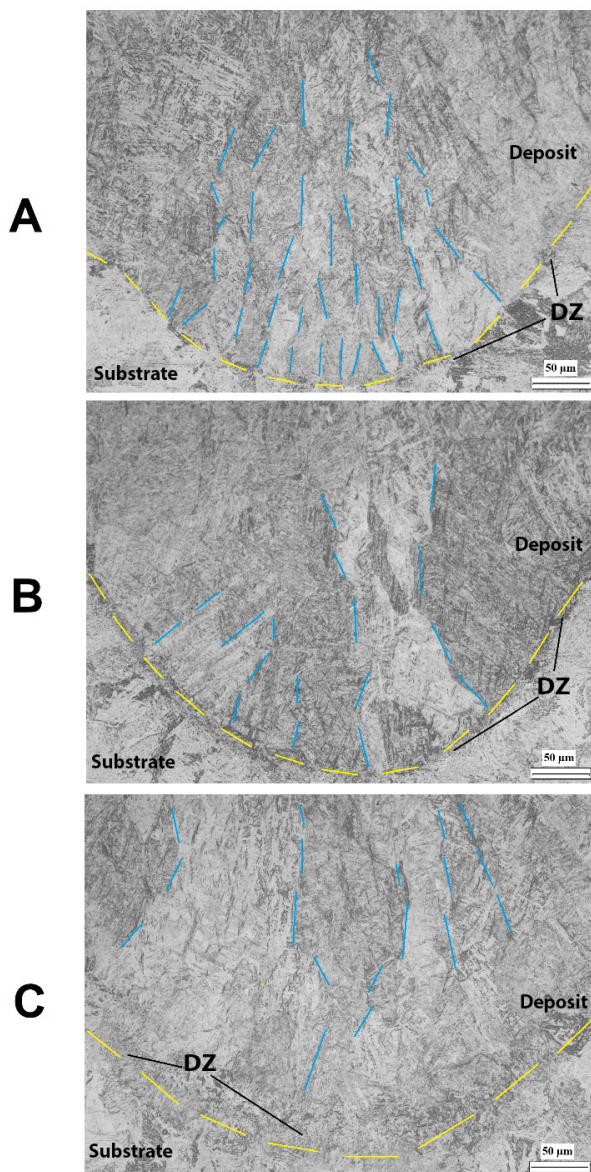 A
Deposit
DZ
Substrate
50 µm
B
Deposit
DZ
Substrate
50 µm
C
Deposit
DZ
Substrate
50 µm